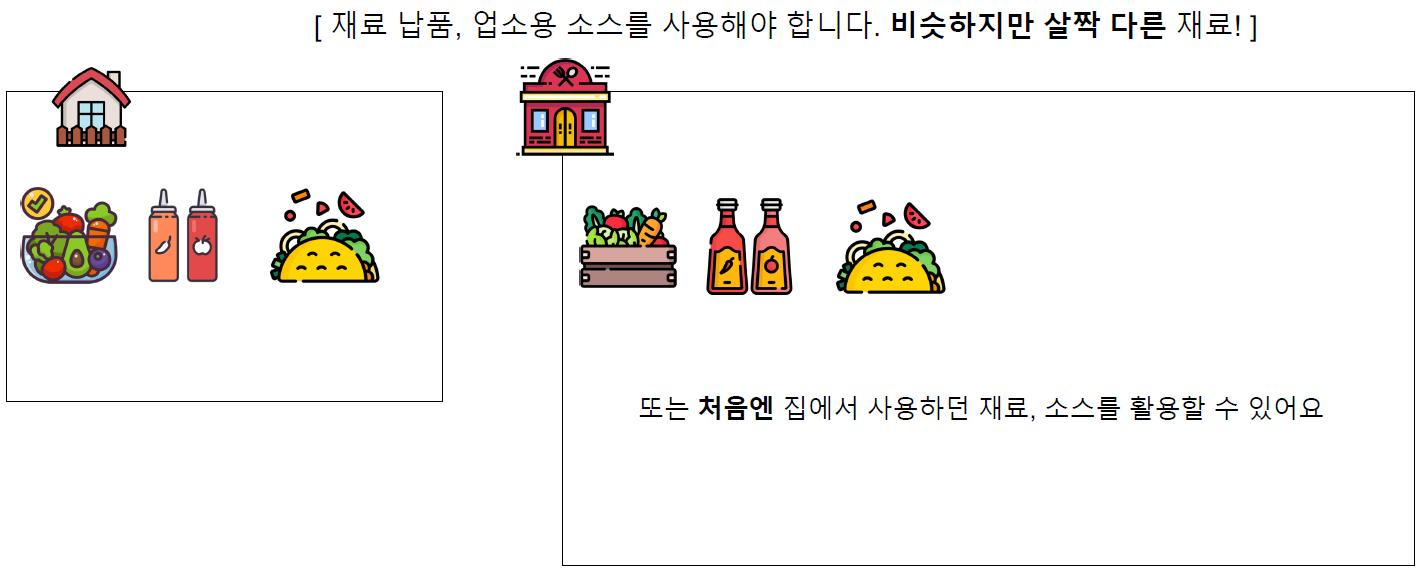 [ 재료 납품, 업소용 소스를 사용해야 합니다. 비슷하지만 살짝 다른 재료! ]
또는 처음엔 집에서 사용하던 재료, 소스를 활용할 수 있어요